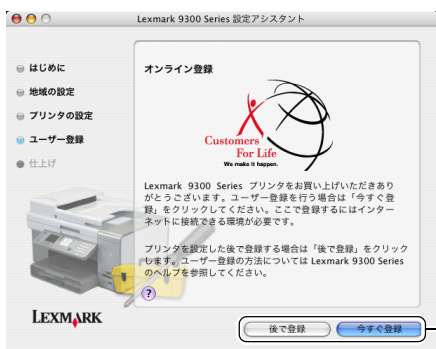 Lexmark 9300 Series 設定アシスタント
はじめに
地域の設定
プリンタの設定
ユーザー登録
仕上げ
オンライン登録
Customers
For Life
We make it happen.
Lexmark 9300 Series プリンタをお買い上げいただきあり
がとうございます。ユーザー登録を行う場合は「今すぐ登
録」をクリックしてください。ここで登録するにはインター
ネットに接続できる環境が必要です。
プリンタを設定した後で登録する場合は「後で登録」をクリック
します。ユーザー登録の方法については Lexmark 9300 Series
のヘルプを参照してください。
?
LEXMARK
後で登録
今すぐ登録